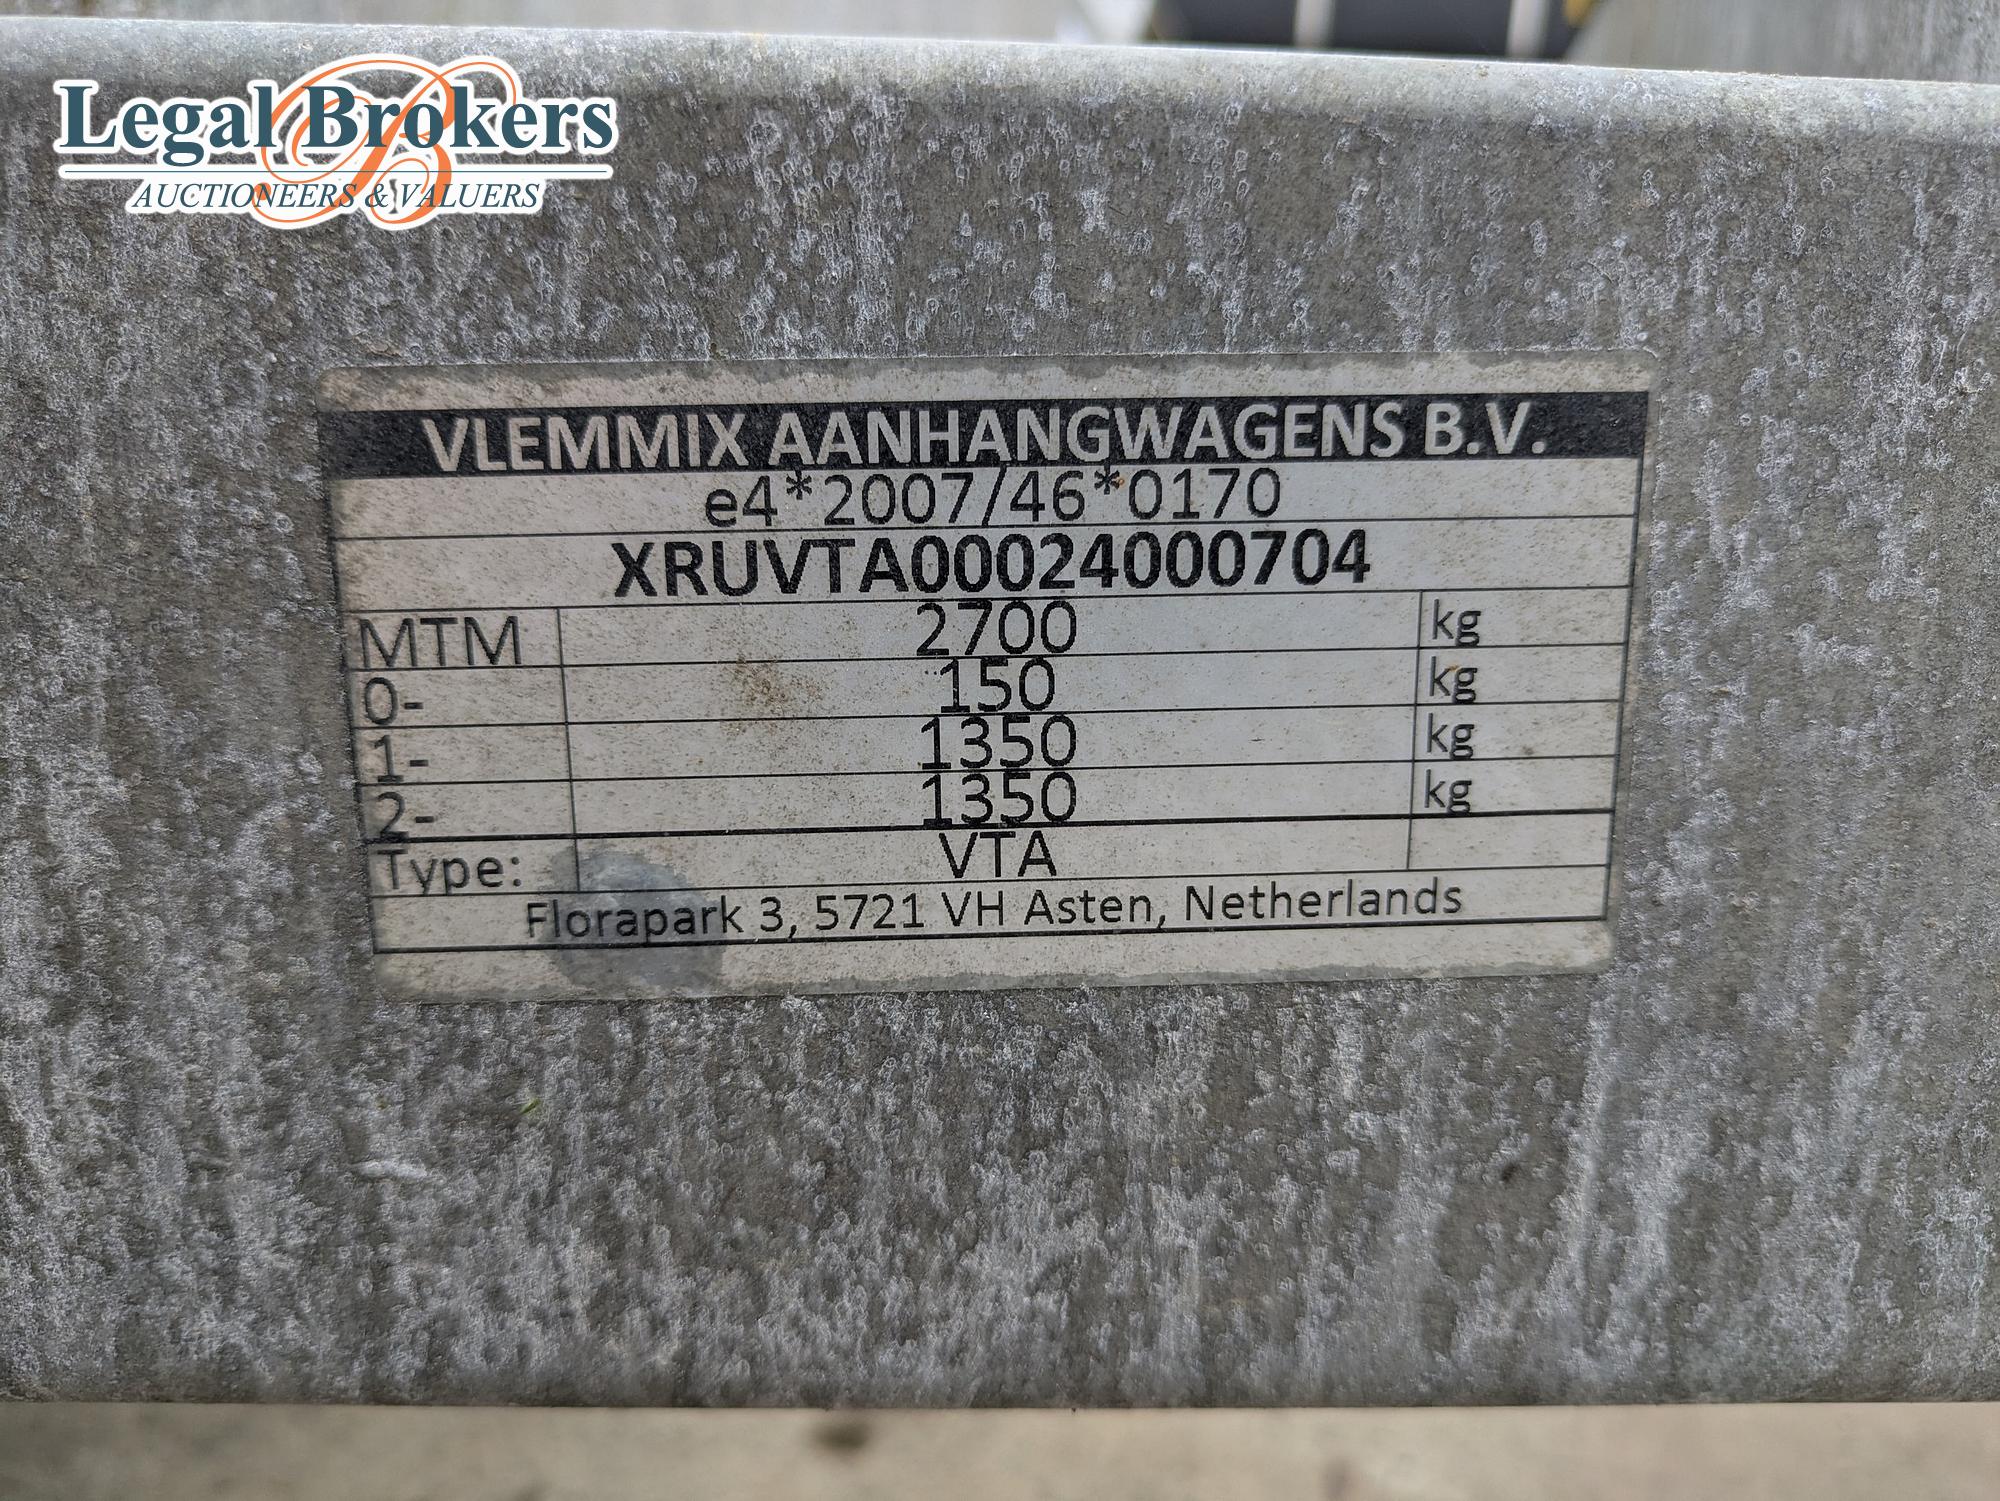 Legal Brokers
AUCTIONEERS & VALUERS
VLEMMIX AANHANGWAGENS B.V.
e4*2007/46*0170
XRUVTA00024000704
MTM 2700 kg
0- 150 kg
1- 1350 kg
2- 1350 kg
Type: VTA
Florapark 3, 5721 VH Asten, Netherlands